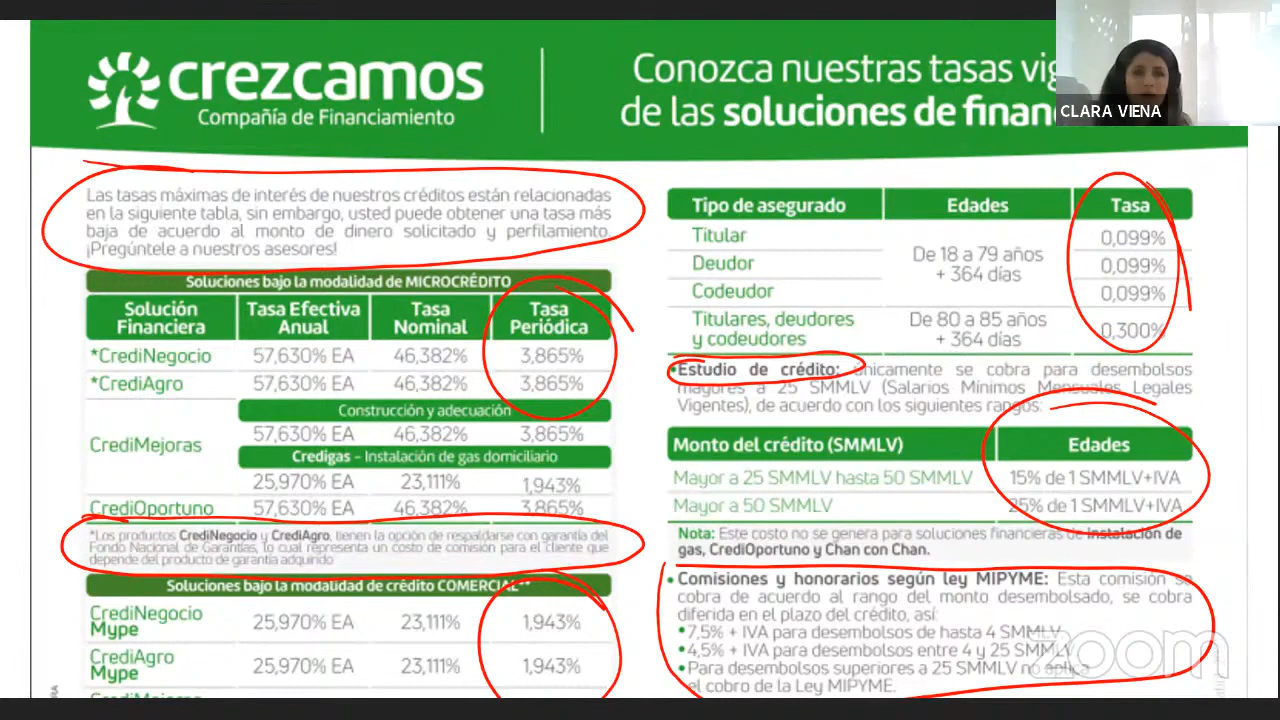 crezcamos
Compañía de Financiamiento
Conozca nuestras tasas vig
de las soluciones de finan
CLARA VIENA
Las tasas máximas de interés de nuestros créditos están relacionadas
en la siguiente tabla, sin embargo, usted puede obtener una tasa más
baja de acuerdo al monto de dinero solicitado y perfilamiento.
¡Pregúntele a nuestros asesores!
Soluciones bajo la modalidad de MICROCRÉDITO
Solución Financiera Tasa Efectiva Anual Tasa Nominal Tasa Periódica
*CrediNegocio 57,630% EA 46,382% 3,865%
*CrediAgro 57,630% EA 46,382% 3,865%
Construcción y adecuación
CrediMejoras 57,630% EA 46,382% 3,865%
Credigas – Instalación de gas domiciliario
25,970% EA 23,111% 1,943%
CrediOportuno 57,630% EA 46,382% 3,865%
*Los productos CrediNegocio y CrediAgro, tienen la opción de respaldarse con garantía del
Fondo Nacional de Garantías, lo cual representa un costo de comisión para el cliente que
depende del producto de garantía adquirido
Soluciones bajo la modalidad de crédito COMERCIAL**
CrediNegocio Mype 25,970% EA 23,111% 1,943%
CrediAgro Mype 25,970% EA 23,111% 1,943%
Tipo de asegurado Edades Tasa
Titular 0,099%
Deudor De 18 a 79 años + 364 días 0,099%
Codeudor 0,099%
Titulares, deudores y codeudores De 80 a 85 años + 364 días 0,300%
•Estudio de crédito: únicamente se cobra para desembolsos
mayores a 25 SMMLV (Salarios Mínimos Mensuales Legales
Vigentes), de acuerdo con los siguientes rangos:
Monto del crédito (SMMLV) Edades
Mayor a 25 SMMLV hasta 50 SMMLV 15% de 1 SMMLV+IVA
Mayor a 50 SMMLV 25% de 1 SMMLV+IVA
Nota: Este costo no se genera para soluciones financieras de Instalación de
gas, CrediOportuno y Chan con Chan.
• Comisiones y honorarios según ley MIPYME: Esta comisión se
cobra de acuerdo al rango del monto desembolsado, se cobra
diferida en el plazo del crédito, así:
•7,5% + IVA para desembolsos de hasta 4 SMMLV
•4,5% + IVA para desembolsos entre 4 y 25 SMMLV
•Para desembolsos superiores a 25 SMMLV no aplica
el cobro de la Ley MIPYME.
zoom